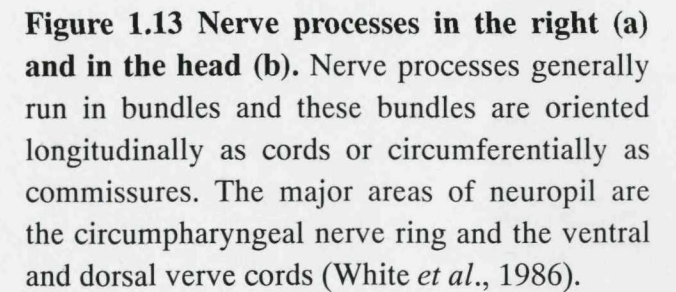 Figure 1.13 Nerve processes in the right (a)
and in the head (b). Nerve processes generally
run in bundles and these bundles are oriented
longitudinally as cords or circumferentially as
commissures. The major areas of neuropil are
the circumpharyngeal nerve ring and the ventral
and dorsal verve cords (White et al., 1986).